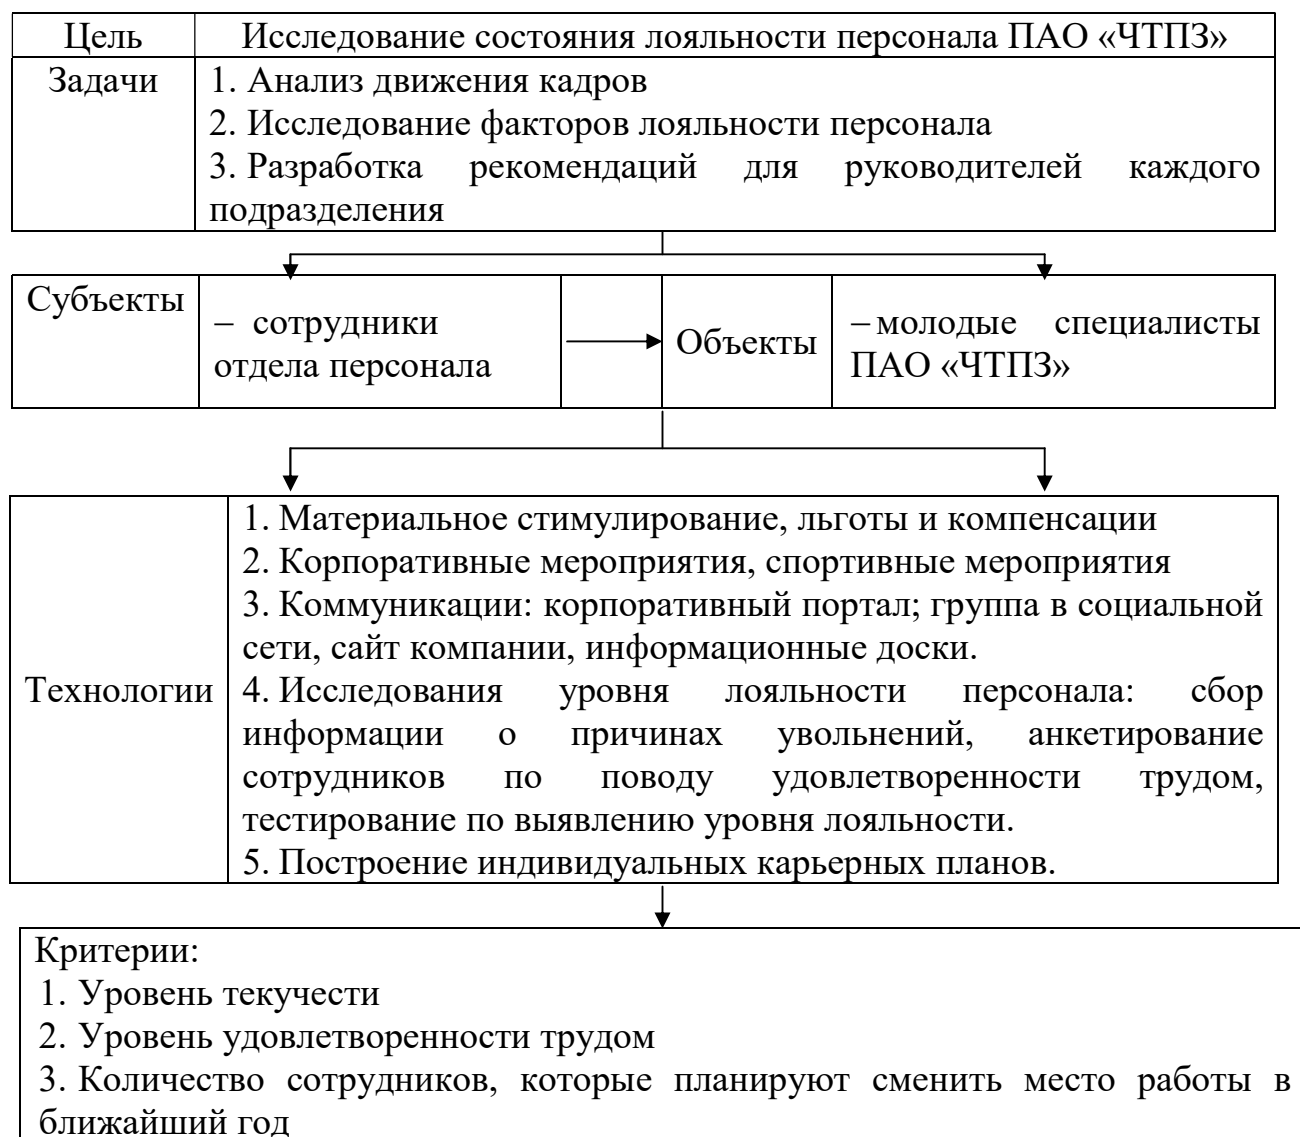 Цель
Исследование состояния лояльности персонала ПАО «ЧТПЗ»
Задачи
1. Анализ движения кадров
2. Исследование факторов лояльности персонала
3. Разработка рекомендаций для руководителей каждого
подразделения
Субъекты
– сотрудники
отдела персонала
Объекты
– молодые специалисты
ПАО «ЧТПЗ»
Технологии
1. Материальное стимулирование, льготы и компенсации
2. Корпоративные мероприятия, спортивные мероприятия
3. Коммуникации: корпоративный портал; группа в социальной
сети, сайт компании, информационные доски.
4. Исследования уровня лояльности персонала: сбор
информации о причинах увольнений, анкетирование
сотрудников по поводу удовлетворенности трудом,
тестирование по выявлению уровня лояльности.
5. Построение индивидуальных карьерных планов.
Критерии:
1. Уровень текучести
2. Уровень удовлетворенности трудом
3. Количество сотрудников, которые планируют сменить место работы в
ближайший год